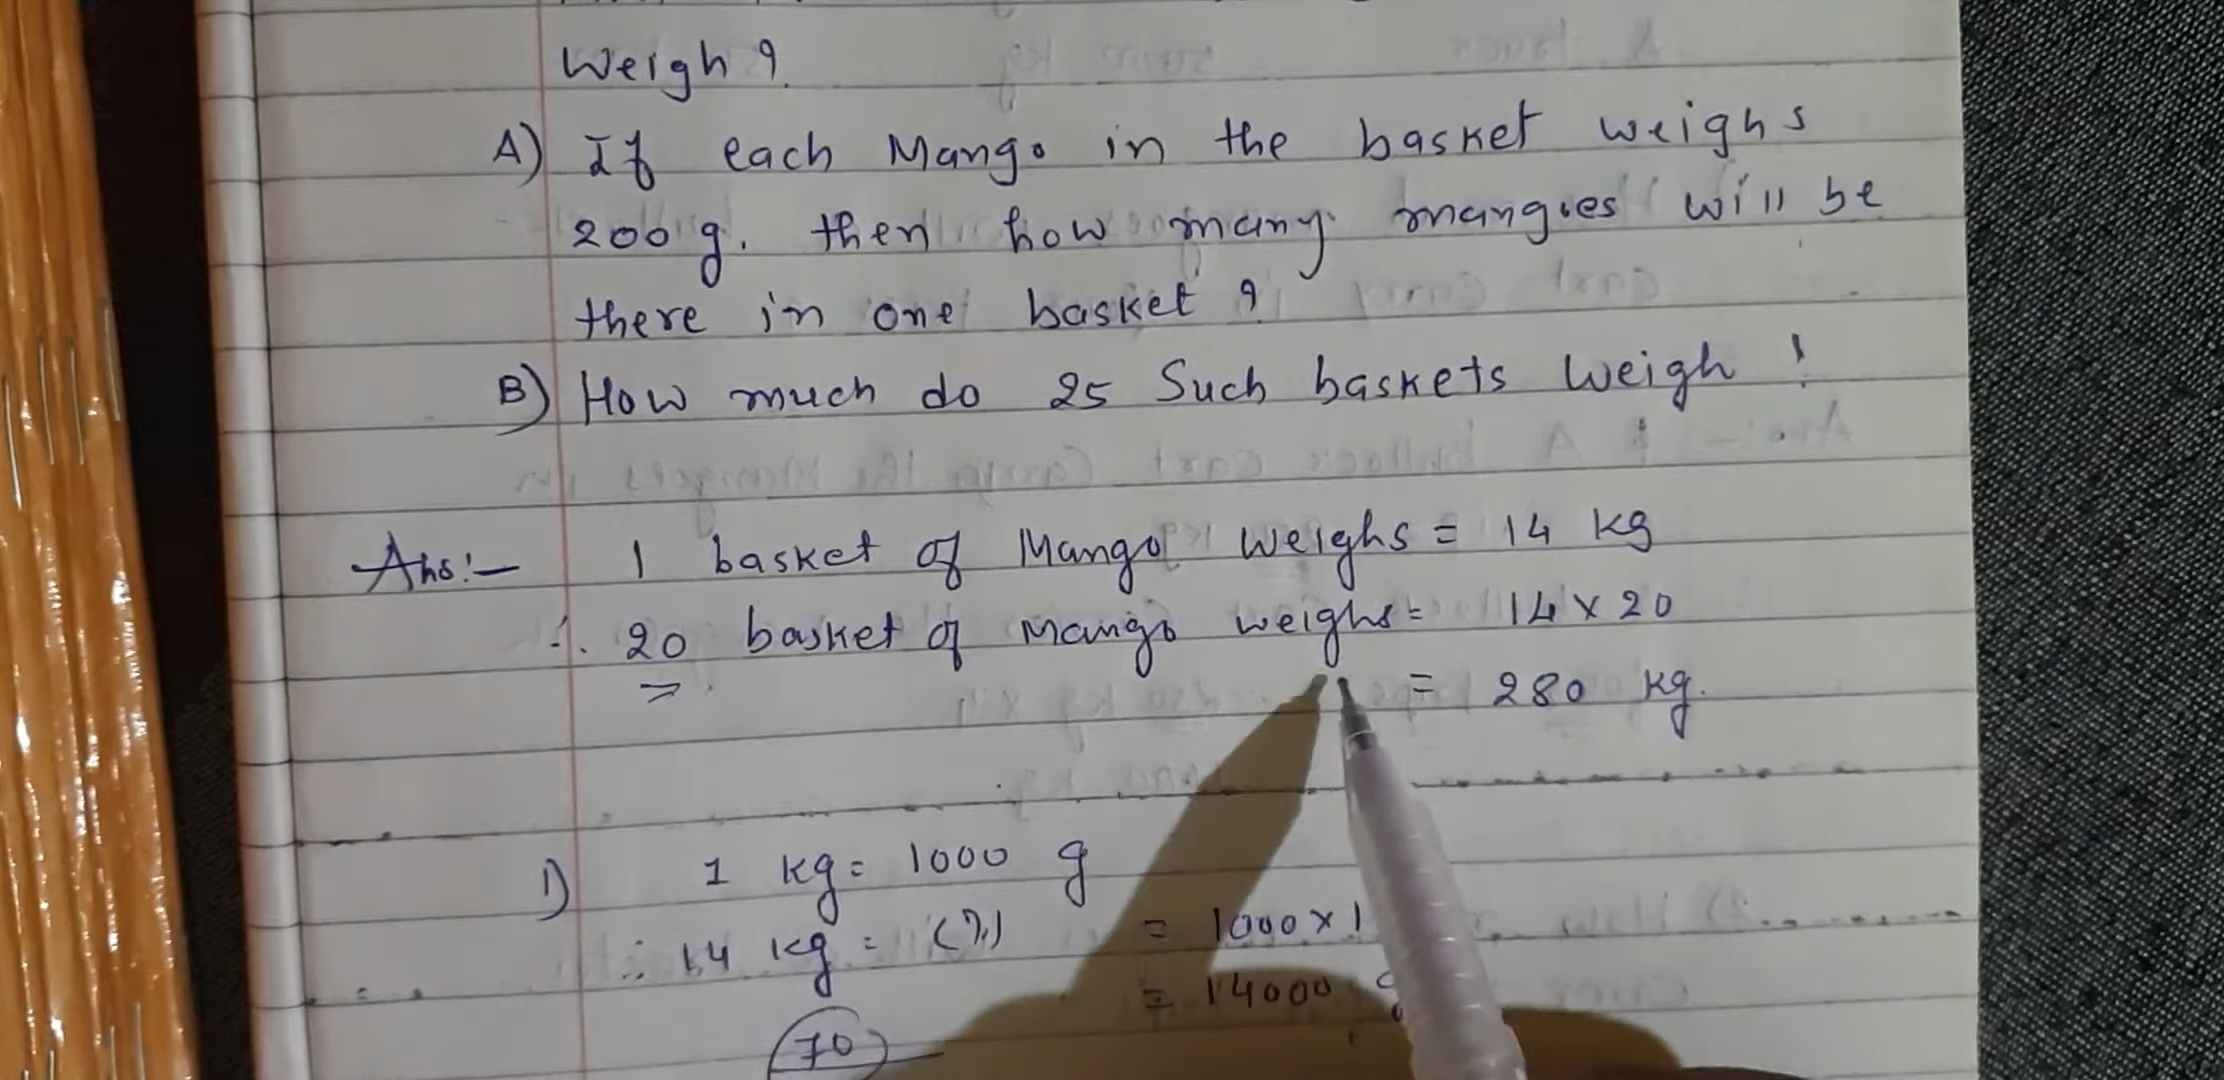 Weigh ?
A) If each Mango in the basket weighs
200 g. then how many mangoes will be
there in one basket ?
B) How much do 25 Such baskets weigh !
Ans:- 1 basket of Mango weighs = 14 kg
∴ 20 basket of Mango weighs = 14 x 20
= 280 kg.
1) 1 kg = 1000 g
∴ 14 kg = (?) = 1000 x 1
= 14000 g
70